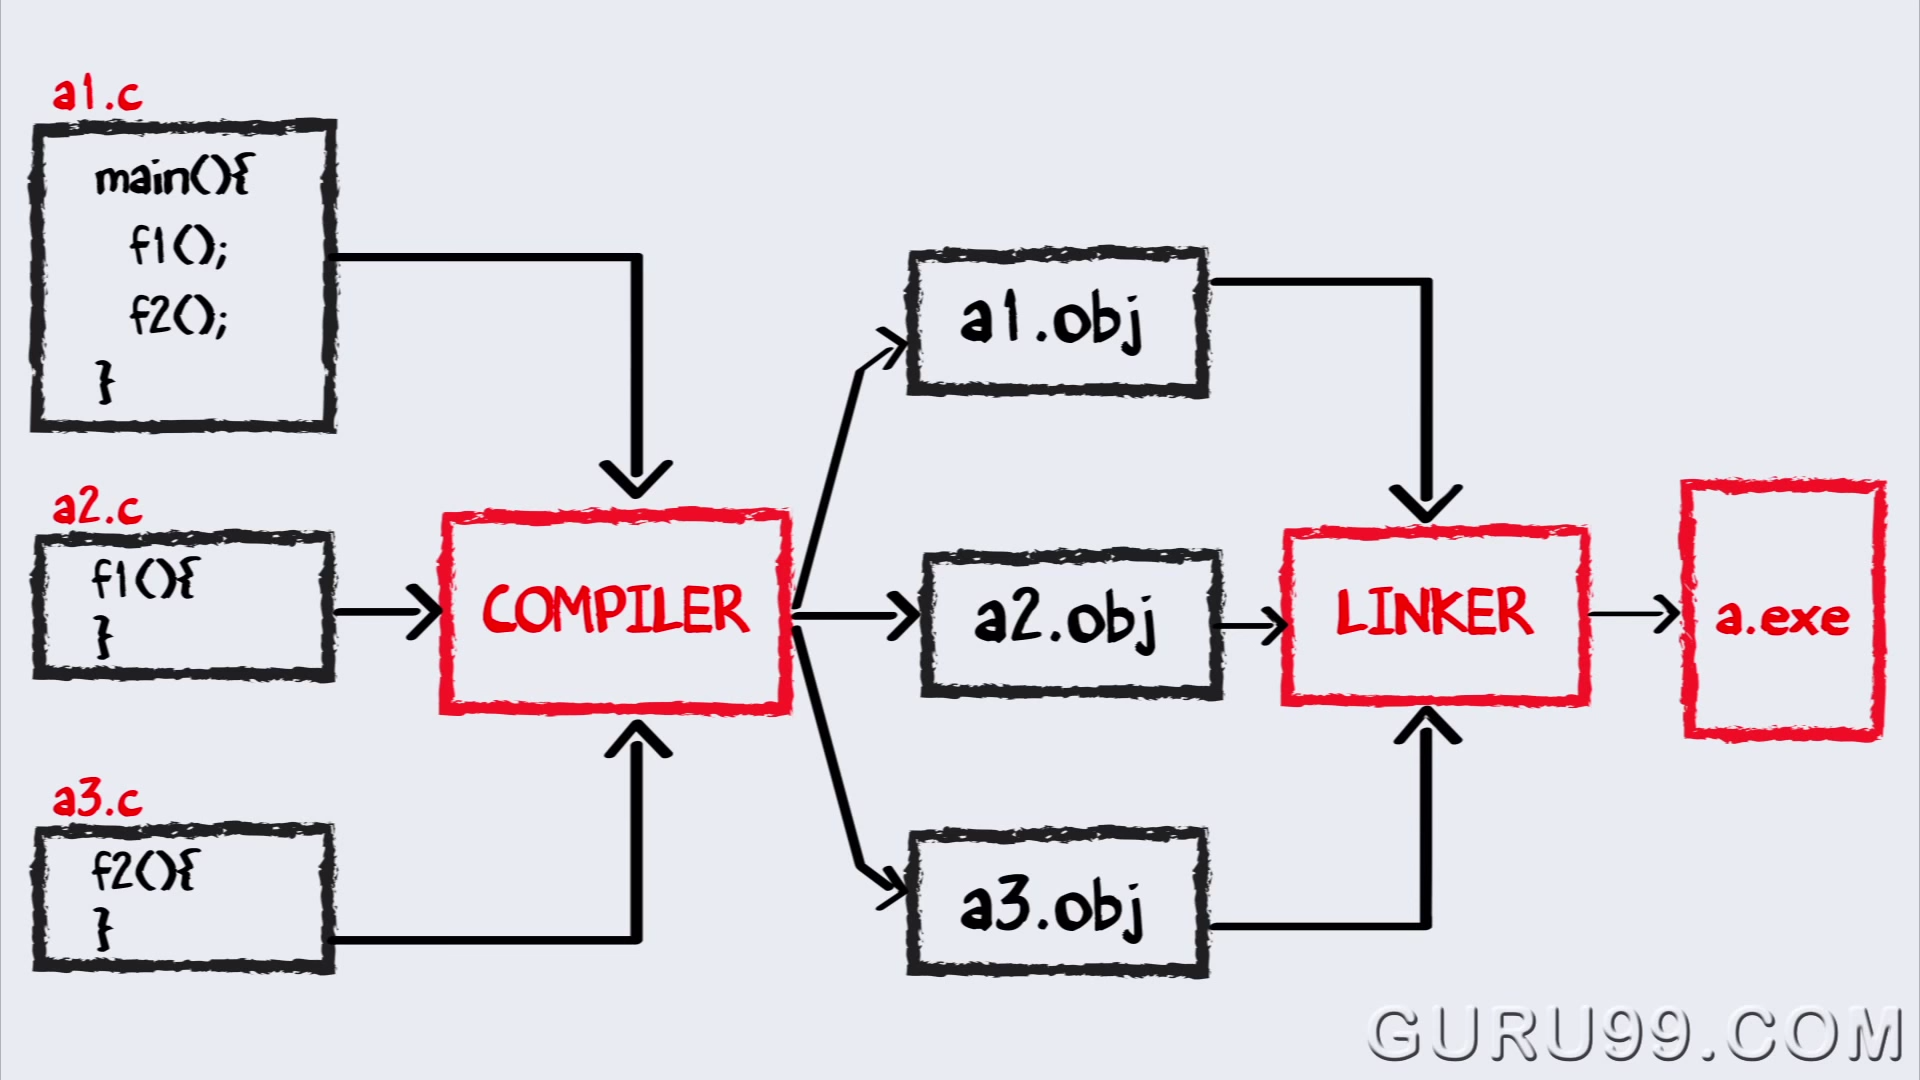 a1.c
main(){
f1();
f2();
}
a2.c
f1(){
}
a3.c
f2(){
}
COMPILER
a1.obj
a2.obj
a3.obj
LINKER
a.exe
GURU99.COM